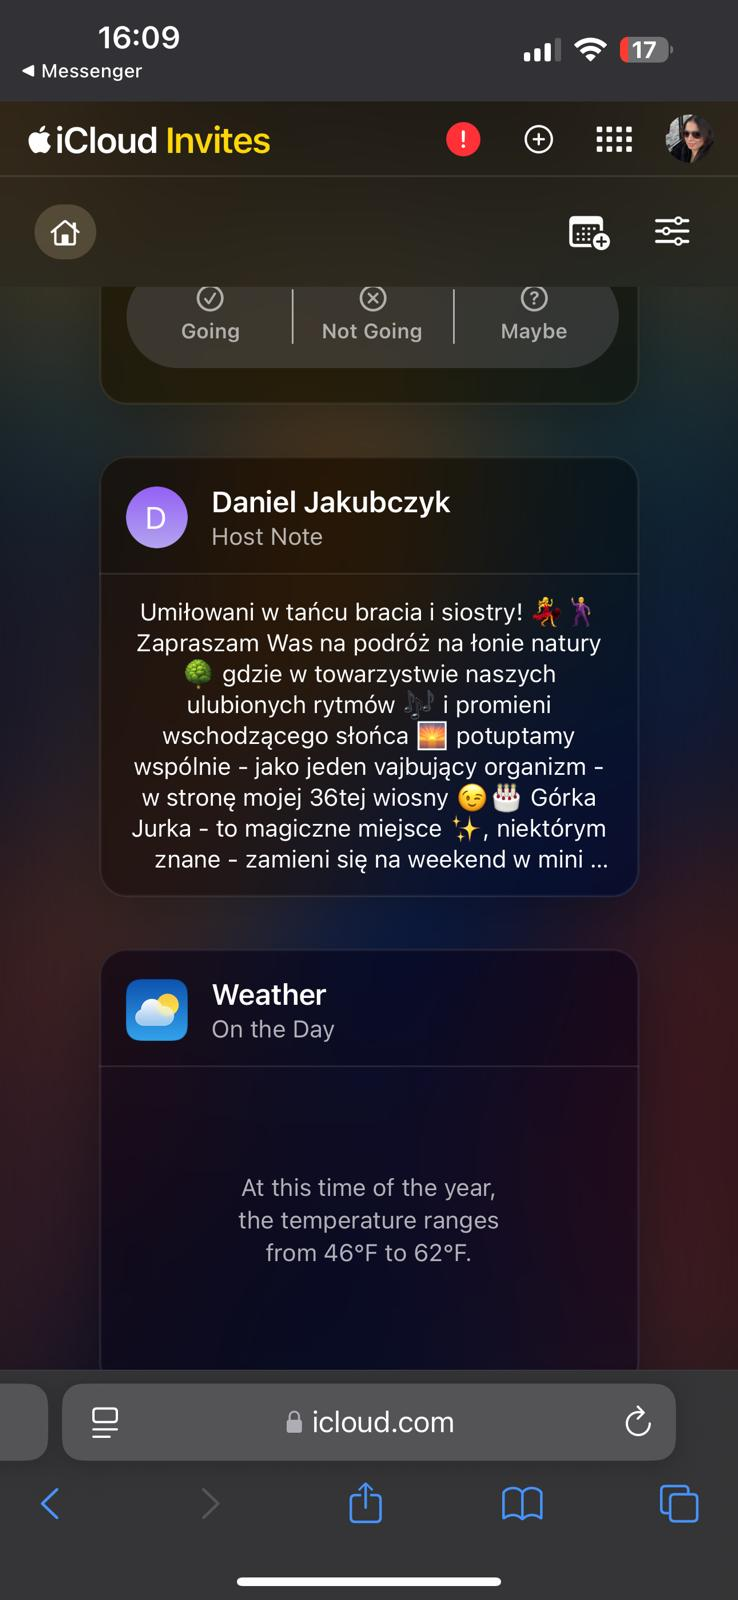 16:09
17
Messenger
iCloud Invites
Going
Not Going
Maybe
D
Daniel Jakubczyk
Host Note
Umiłowani w tańcu bracia i siostry! 💃🕺
Zapraszam Was na podróż na łonie natury
🌳 gdzie w towarzystwie naszych
ulubionych rytmów 🎶 i promieni
wschodzącego słońca 🌅 potuptamy
wspólnie - jako jeden vajbujący organizm -
w stronę mojej 36tej wiosny 😉🎂 Górka
Jurka - to magiczne miejsce ✨, niektórym
znane - zamieni się na weekend w mini ...
Weather
On the Day
At this time of the year,
the temperature ranges
from 46°F to 62°F.
icloud.com